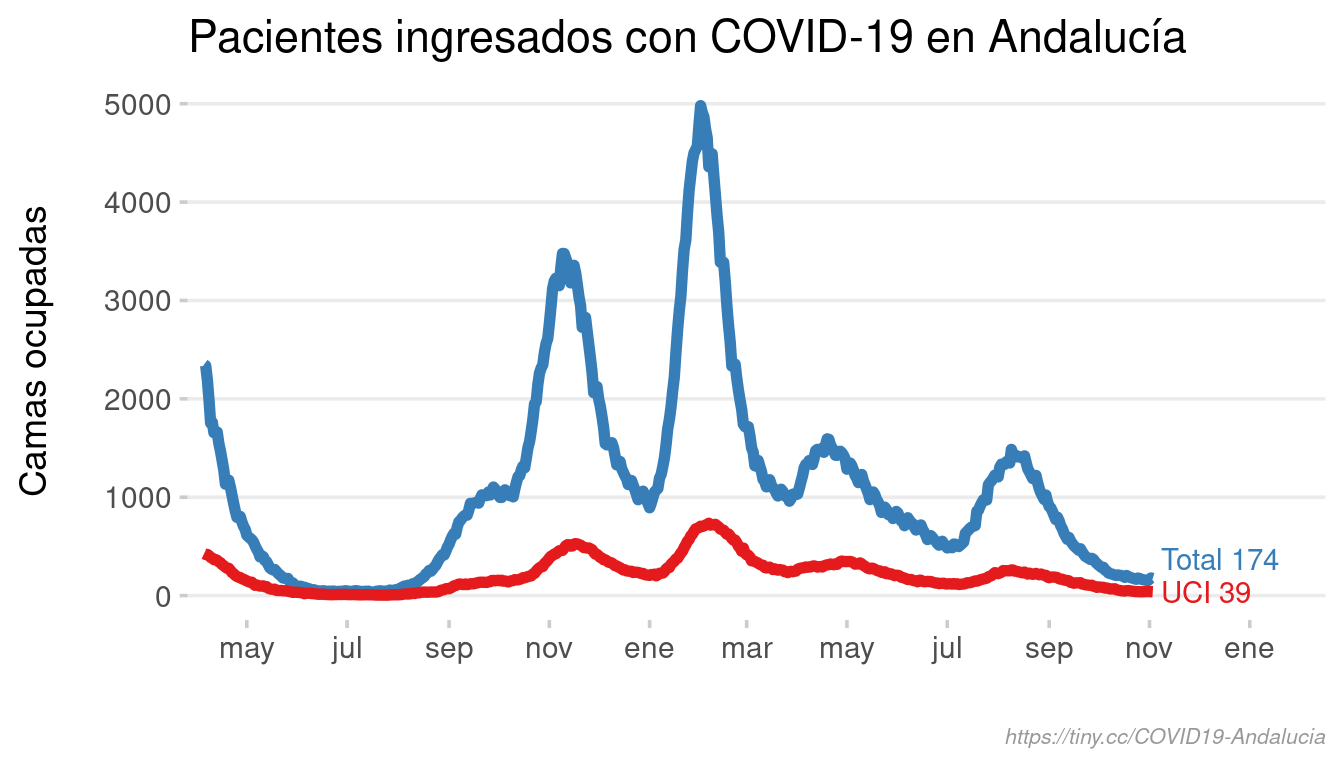 Pacientes ingresados con COVID-19 en Andalucía
Camas ocupadas
5000
4000
3000
2000
1000
0
Total 174
UCI 39
may jul sep nov ene mar may jul sep nov ene
https://tiny.cc/COVID19-Andalucia